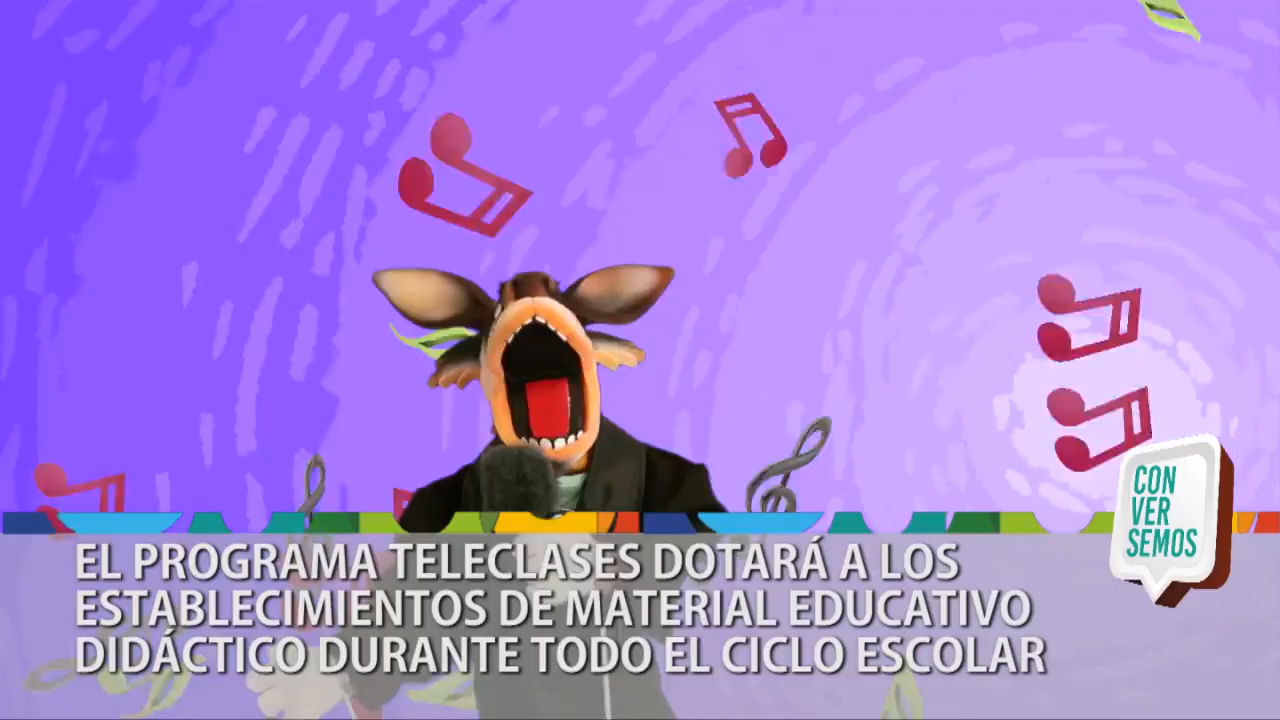 CON
VER
SEMOS
EL PROGRAMA TELECLASES DOTARÁ A LOS
ESTABLECIMIENTOS DE MATERIAL EDUCATIVO
DIDÁCTICO DURANTE TODO EL CICLO ESCOLAR